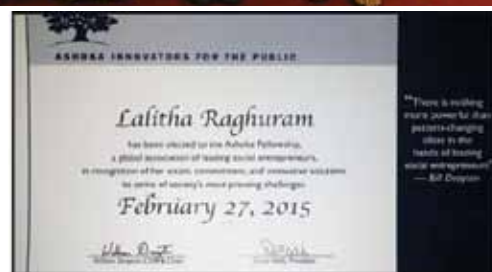 ASHOKA INNOVATORS FOR THE PUBLIC
Lalitha Raghuram
has been elected to the Ashoka Fellowship,
a global association of leading social entrepreneurs,
in recognition of her vision, commitment, and innovative solutions
to some of society's most pressing challenges.
February 27, 2015
"There is nothing
more powerful than
pattern-changing
ideas in the
hands of leading
social entrepreneurs"
— Bill Drayton